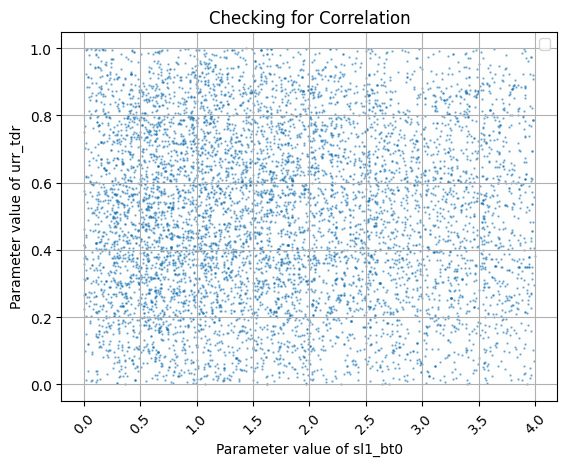 Checking for Correlation
Parameter value of urr_tdr
1.0
0.8
0.6
0.4
0.2
0.0
0.0 0.5 1.0 1.5 2.0 2.5 3.0 3.5 4.0
Parameter value of sl1_bt0